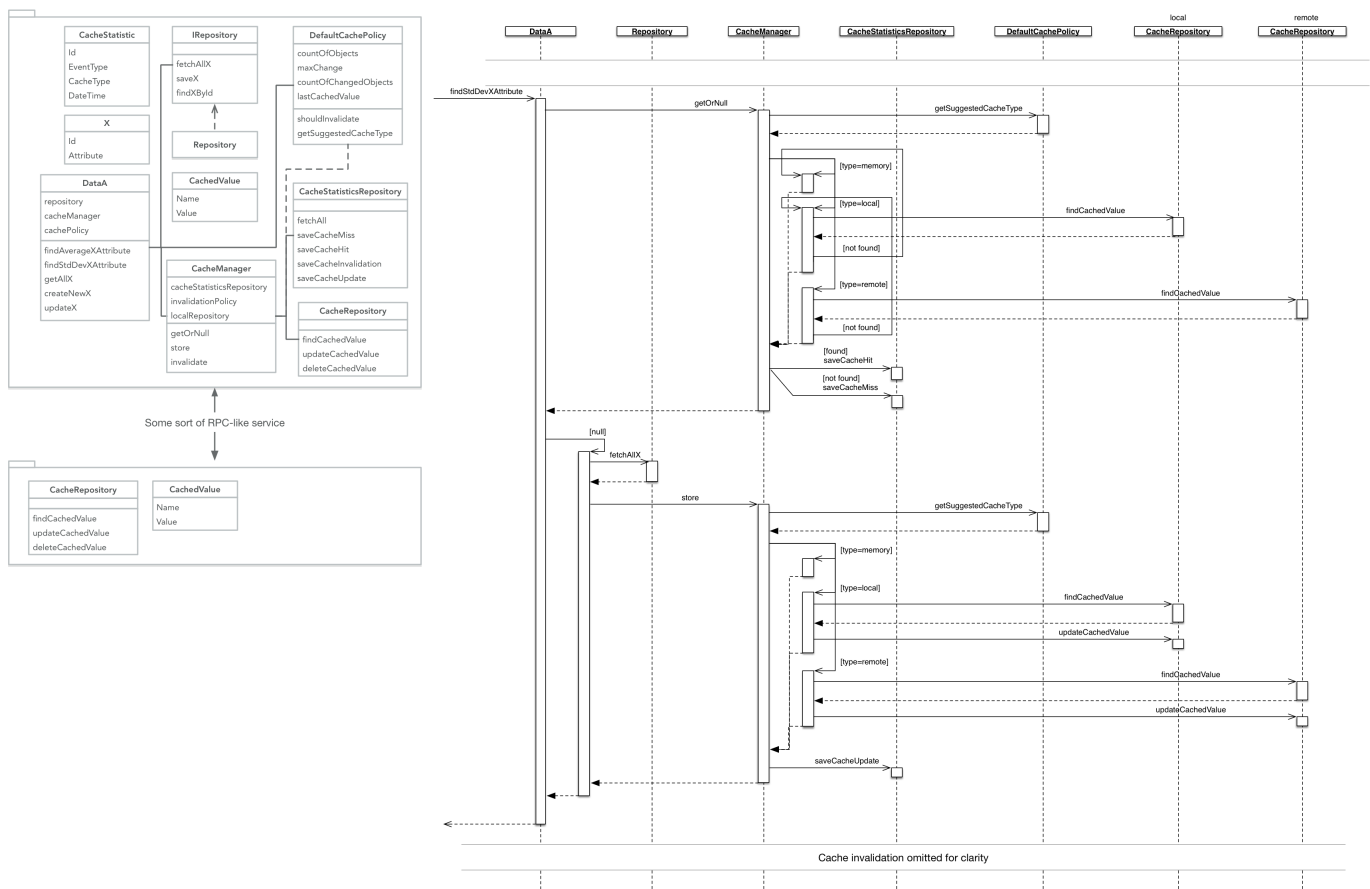 CacheStatistic
Id
EventType
CacheType
DateTime
IRepository
fetchAllX
saveX
findXById
DefaultCachePolicy
countOfObjects
maxChange
countOfChangedObjects
lastCachedValue
shouldInvalidate
getSuggestedCacheType
X
Id
Attribute
Repository
DataA
repository
cacheManager
cachePolicy
findAverageXAttribute
findStdDevXAttribute
getAllX
createNewX
updateX
CachedValue
Name
Value
CacheStatisticsRepository
fetchAll
saveCacheMiss
saveCacheHit
saveCacheInvalidation
saveCacheUpdate
CacheManager
cacheStatisticsRepository
invalidationPolicy
localRepository
getOrNull
store
invalidate
CacheRepository
findCachedValue
updateCachedValue
deleteCachedValue
Some sort of RPC-like service
CacheRepository
findCachedValue
updateCachedValue
deleteCachedValue
CachedValue
Name
Value
local
remote
DataA
Repository
CacheManager
CacheStatisticsRepository
DefaultCachePolicy
CacheRepository
CacheRepository
findStdDevXAttribute
getOrNull
getSuggestedCacheType
[type=memory]
[type=local]
findCachedValue
[not found]
[type=remote]
findCachedValue
[not found]
[found]
saveCacheHit
[not found]
saveCacheMiss
[null]
fetchAllX
store
getSuggestedCacheType
[type=memory]
[type=local]
findCachedValue
updateCachedValue
[type=remote]
findCachedValue
updateCachedValue
saveCacheUpdate
Cache invalidation omitted for clarity